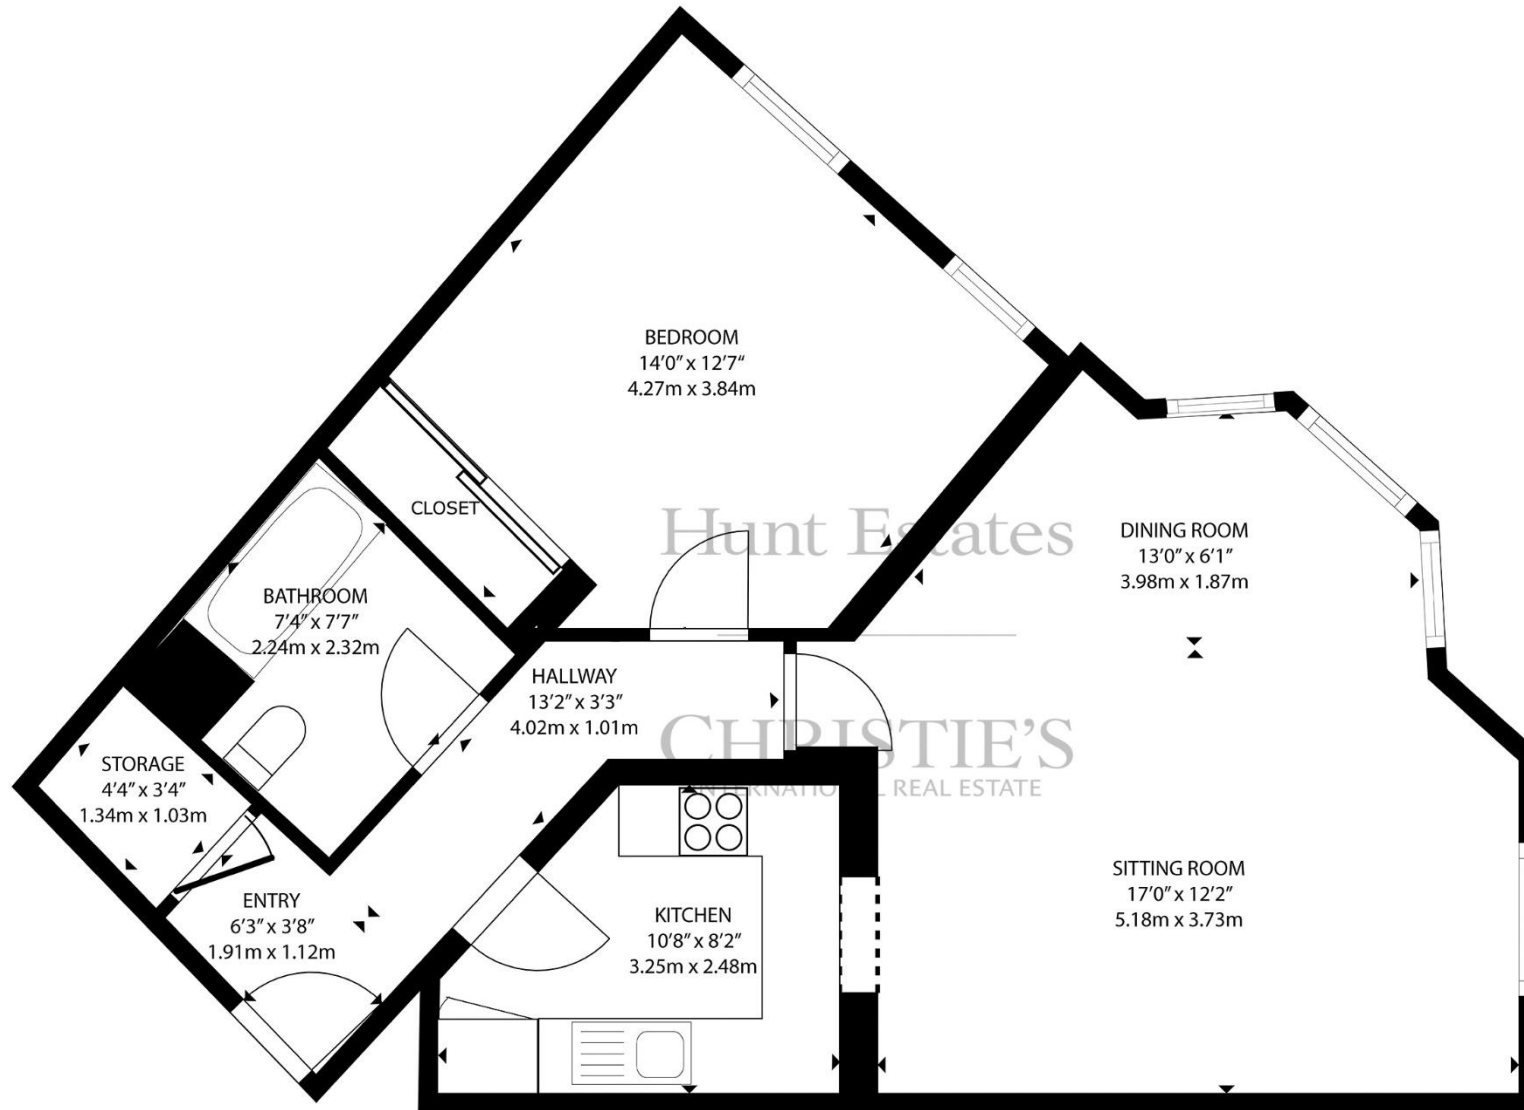 BEDROOM
14’0” x 12’7“
4.27m x 3.84m
CLOSET
Hunt Estates
DINING ROOM
13’0” x 6’1”
3.98m x 1.87m
BATHROOM
7’4” x 7’7”
2.24m x 2.32m
HALLWAY
13’2” x 3’3”
4.02m x 1.01m
CHRISTIE'S
INTERNATIONAL REAL ESTATE
STORAGE
4’4” x 3’4”
1.34m x 1.03m
ENTRY
6’3” x 3’8”
1.91m x 1.12m
KITCHEN
10’8” x 8’2”
3.25m x 2.48m
SITTING ROOM
17’0” x 12’2”
5.18m x 3.73m